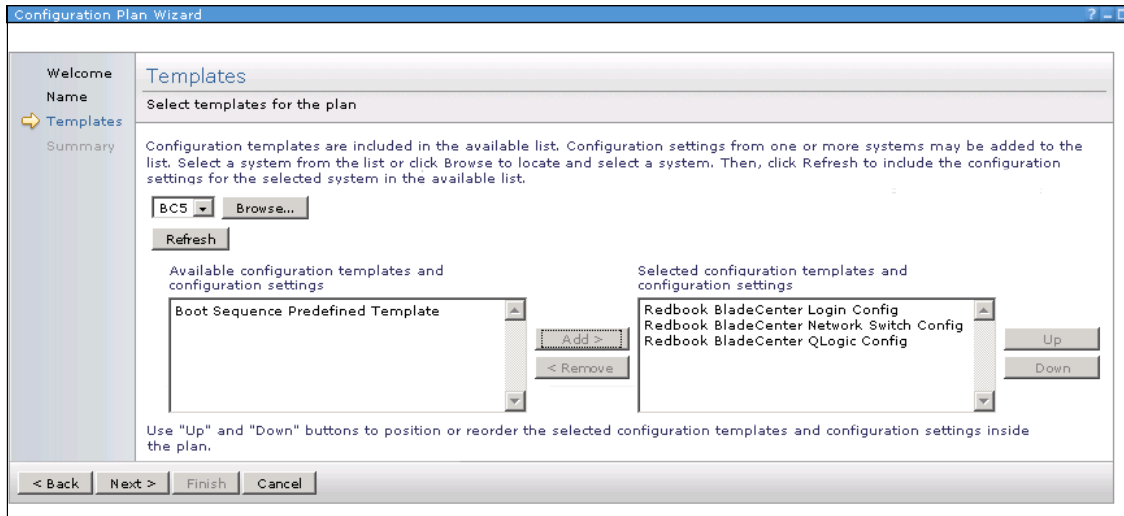 Configuration Plan Wizard
?
Welcome
Name
Templates
Summary
Templates
Select templates for the plan
Configuration templates are included in the available list. Configuration settings from one or more systems may be added to the
list. Select a system from the list or click Browse to locate and select a system. Then, click Refresh to include the configuration
settings for the selected system in the available list.
BC5
Browse...
Refresh
Available configuration templates and
configuration settings
Boot Sequence Predefined Template
Add >
< Remove
Selected configuration templates and
configuration settings
Redbook BladeCenter Login Config
Redbook BladeCenter Network Switch Config
Redbook BladeCenter QLogic Config
Up
Down
Use "Up" and "Down" buttons to position or reorder the selected configuration templates and configuration settings inside
the plan.
< Back
Next >
Finish
Cancel